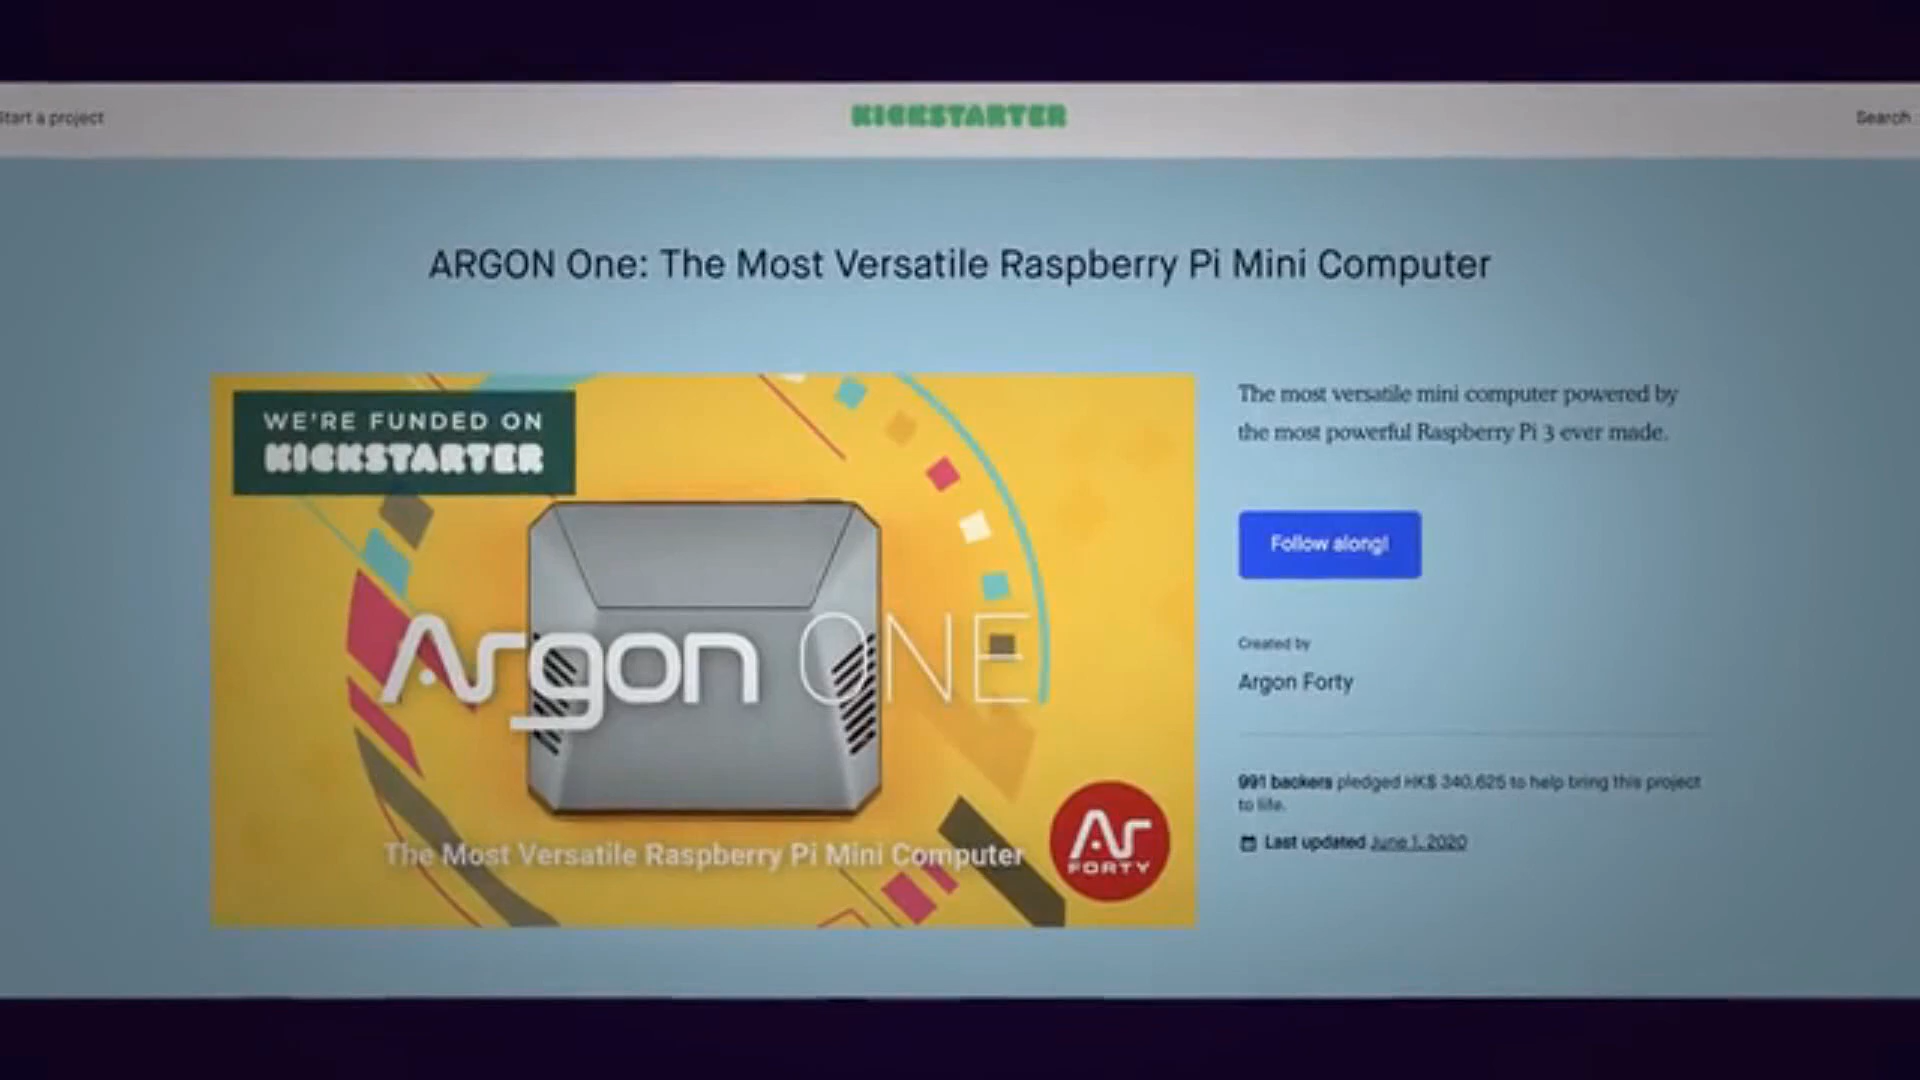 Start a project
KICKSTARTER
Search
ARGON One: The Most Versatile Raspberry Pi Mini Computer
WE'RE FUNDED ON
KICKSTARTER
Argon ONE
The Most Versatile Raspberry Pi Mini Computer
Ar
FORTY
The most versatile mini computer powered by
the most powerful Raspberry Pi 3 ever made.
Follow along!
Created by
Argon Forty
991 backers pledged HK$ 340,625 to help bring this project
to life.
Last updated June 1, 2020